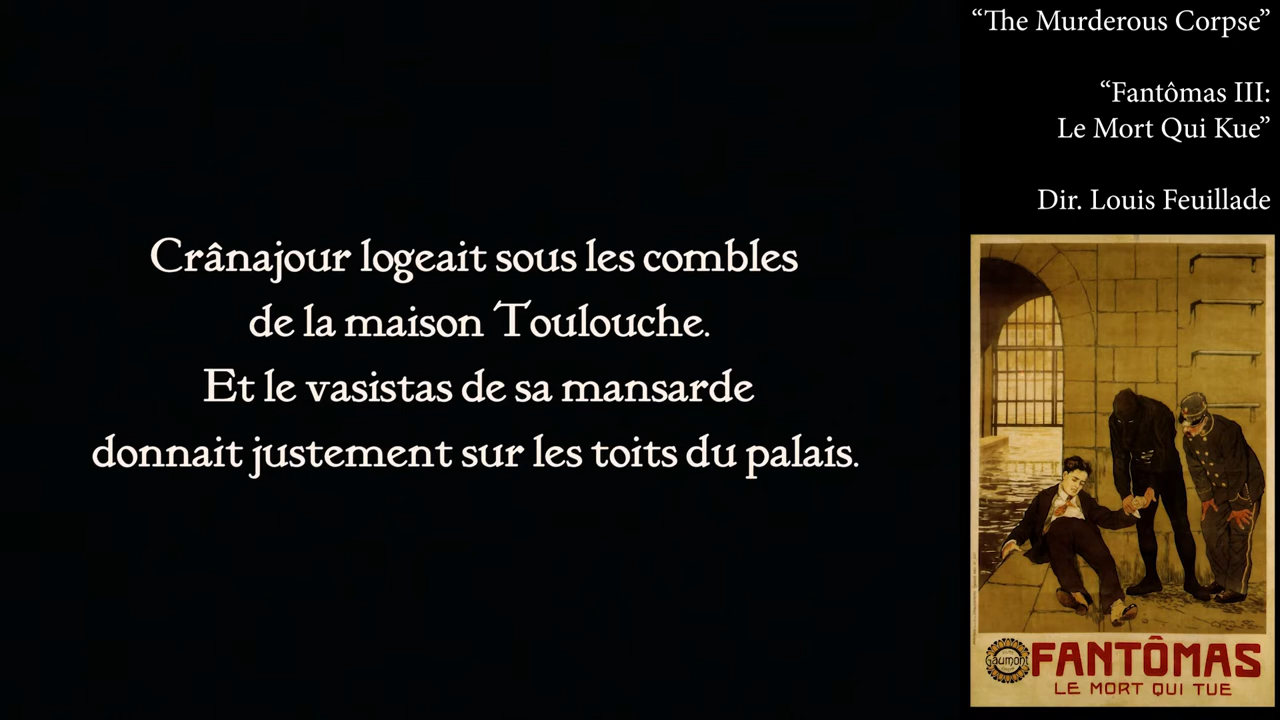 Crânajour logeait sous les combles
de la maison Toulouche.
Et le vasistas de sa mansarde
donnait justement sur les toits du palais.
“The Murderous Corpse”
“Fantômas III:
Le Mort Qui Kue”
Dir. Louis Feuillade
Gaumont
FANTÔMAS
LE MORT QUI TUE